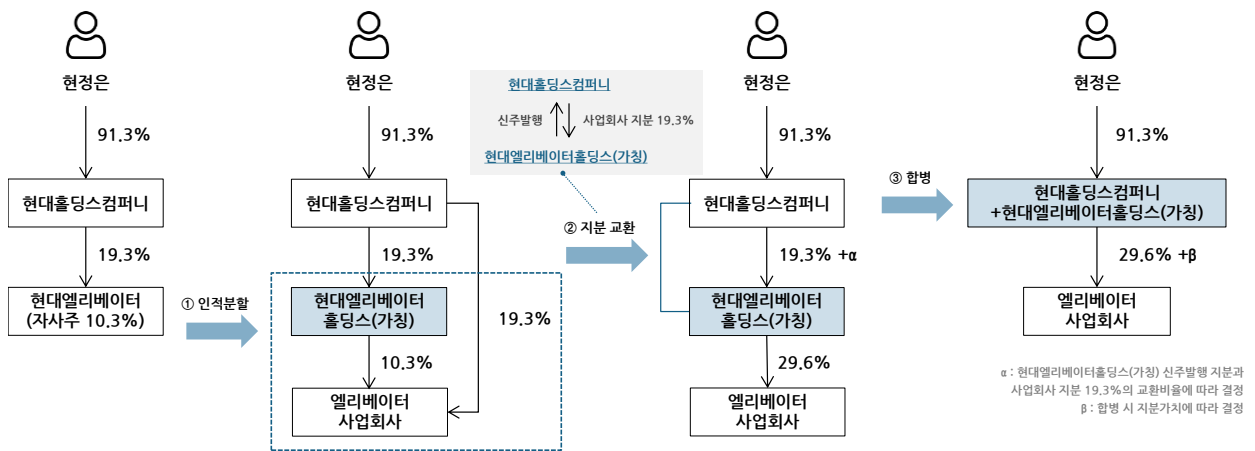 현정은
91.3%
현대홀딩스컴퍼니
19.3%
현대엘리베이터
(자사주 10.3%)
① 인적분할
현정은
91.3%
현대홀딩스컴퍼니
19.3%
현대엘리베이터
홀딩스(가칭)
19.3%
10.3%
엘리베이터
사업회사
현대홀딩스컴퍼니
신주발행
사업회사 지분 19.3%
현대엘리베이터홀딩스(가칭)
② 지분 교환
현정은
91.3%
현대홀딩스컴퍼니
19.3% +α
현대엘리베이터
홀딩스(가칭)
29.6%
엘리베이터
사업회사
③ 합병
현정은
91.3%
현대홀딩스컴퍼니
+현대엘리베이터홀딩스(가칭)
29.6% +β
엘리베이터
사업회사
α : 현대엘리베이터홀딩스(가칭) 신주발행 지분과
사업회사 지분 19.3%의 교환비율에 따라 결정
β : 합병 시 지분가치에 따라 결정